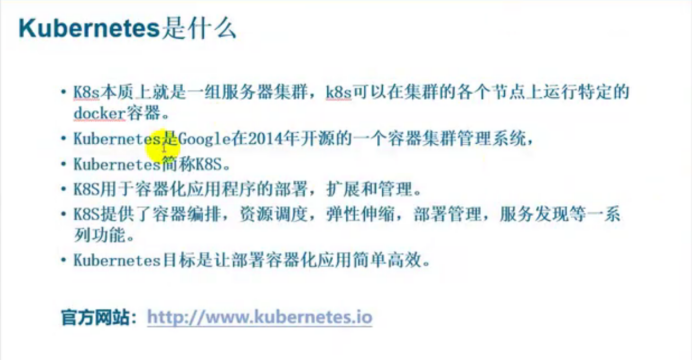 Kubernetes是什么
• K8s本质上就是一组服务器集群，k8s可以在集群的各个节点上运行特定的
docker容器。
• Kubernetes是Google在2014年开源的一个容器集群管理系统，
• Kubernetes简称K8S。
• K8S用于容器化应用程序的部署，扩展和管理。
• K8S提供了容器编排，资源调度，弹性伸缩，部署管理，服务发现等一系
列功能。
• Kubernetes目标是让部署容器化应用简单高效。
官方网站：http://www.kubernetes.io